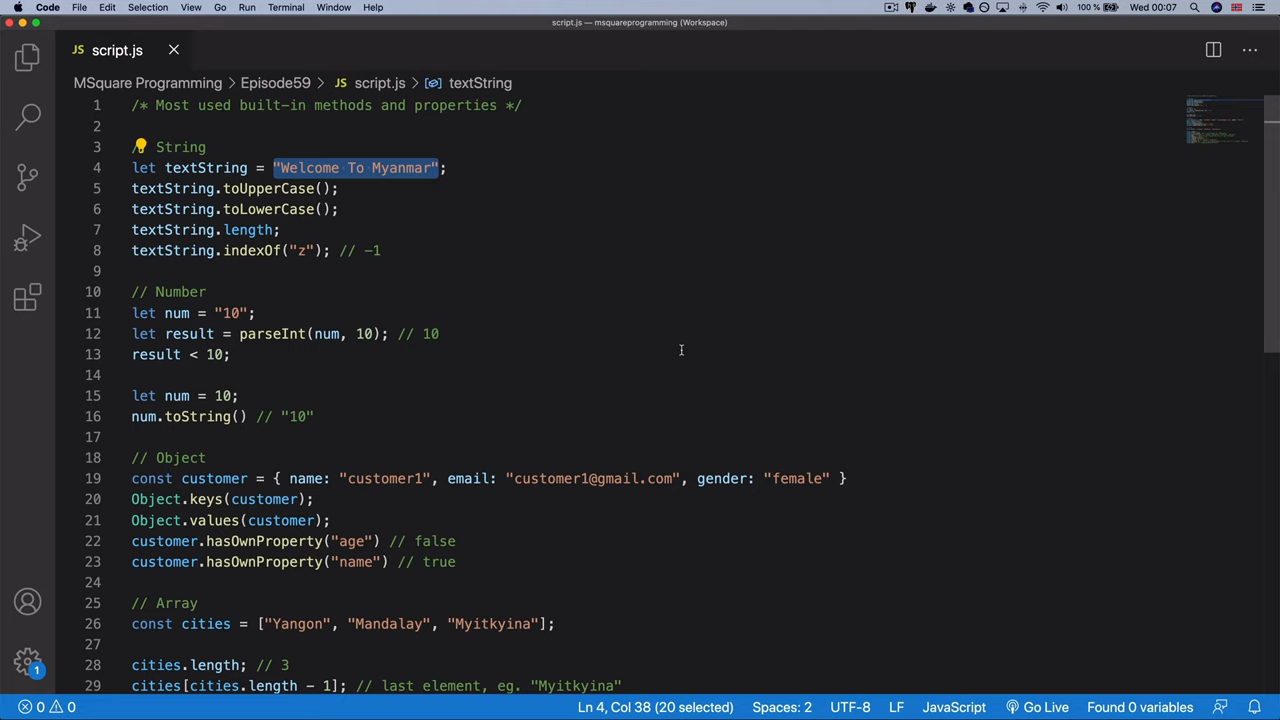 Code File Edit Selection View Go Run Terminal Window Help 100 % Wed 00:07
script.js — msquareprogramming (Workspace)
JS script.js
MSquare Programming > Episode59 > JS script.js > textString
1 /* Most used built-in methods and properties */
2
3 / String
4 let textString = "Welcome To Myanmar";
5 textString.toUpperCase();
6 textString.toLowerCase();
7 textString.length;
8 textString.indexOf("z"); // -1
9
10 // Number
11 let num = "10";
12 let result = parseInt(num, 10); // 10
13 result < 10;
14
15 let num = 10;
16 num.toString() // "10"
17
18 // Object
19 const customer = { name: "customer1", email: "customer1@gmail.com", gender: "female" }
20 Object.keys(customer);
21 Object.values(customer);
22 customer.hasOwnProperty("age") // false
23 customer.hasOwnProperty("name") // true
24
25 // Array
26 const cities = ["Yangon", "Mandalay", "Myitkyina"];
27
28 cities.length; // 3
29 cities[cities.length - 1]; // last element, eg. "Myitkyina"
1
0 0 Ln 4, Col 38 (20 selected) Spaces: 2 UTF-8 LF JavaScript Go Live Found 0 variables